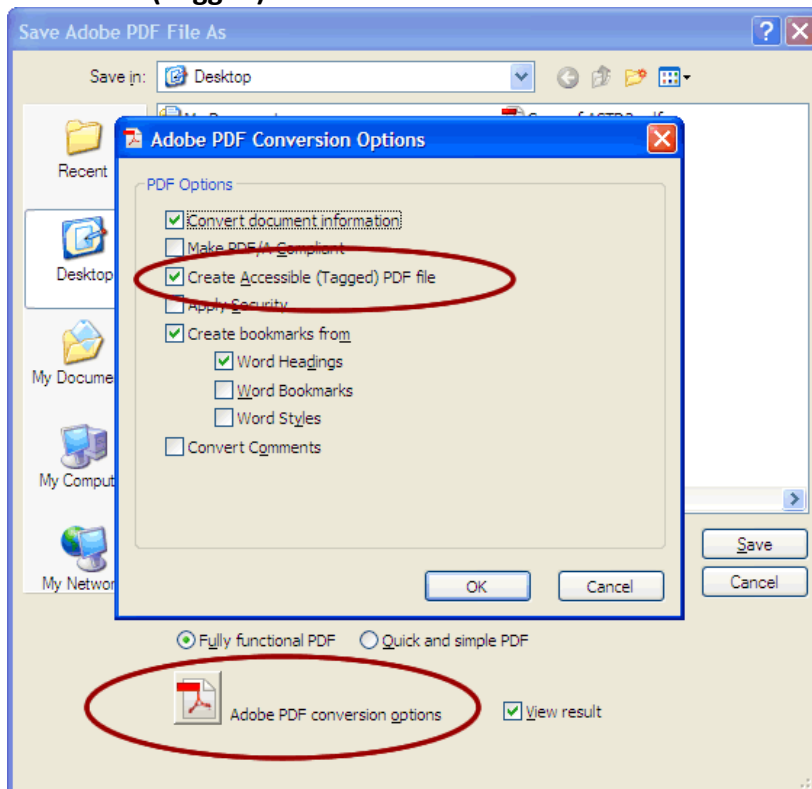 Save Adobe PDF File As
Save in: Desktop
Adobe PDF Conversion Options
Recent
PDF Options
Convert document information
Make PDF/A Compliant
Desktop
Create Accessible (Tagged) PDF file
Apply Security
Create bookmarks from
Word Headings
My Docume
Word Bookmarks
Word Styles
Convert Comments
My Comput
Save
My Networ
OK Cancel Cancel
Fully functional PDF Quick and simple PDF
Adobe PDF conversion options View result